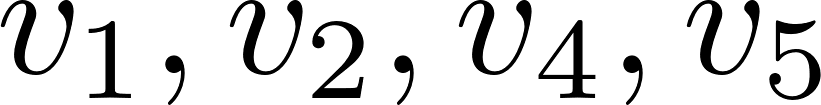 v₁, v₂, v₄, v₅